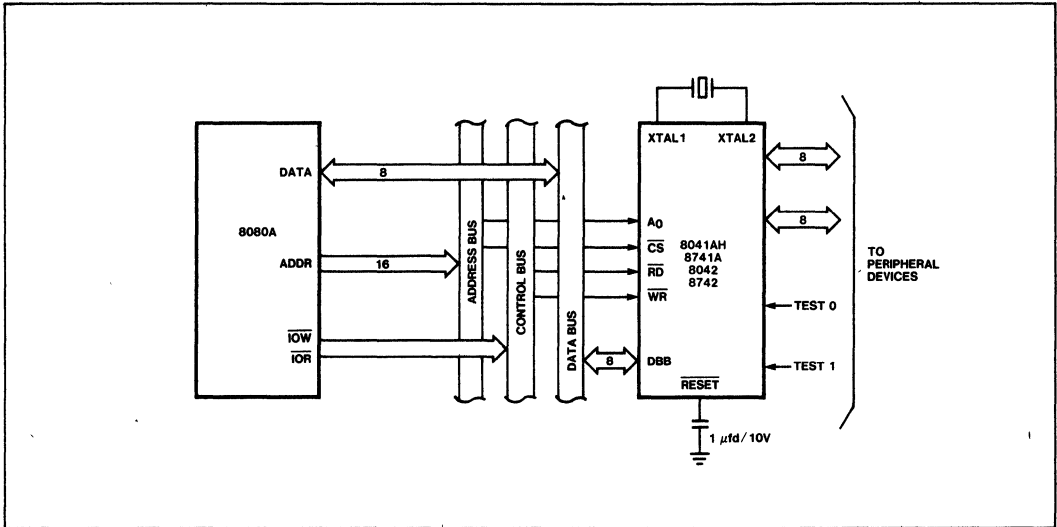 8080A
DATA
ADDR
IOW
IOR
8
16
ADDRESS BUS
CONTROL BUS
DATA BUS
8
XTAL1 XTAL2
A0
CS
RD
WR
DBB
8041AH
8741A
8042
8742
RESET
1 µfd/10V
8
8
TEST 0
TEST 1
TO
PERIPHERAL
DEVICES